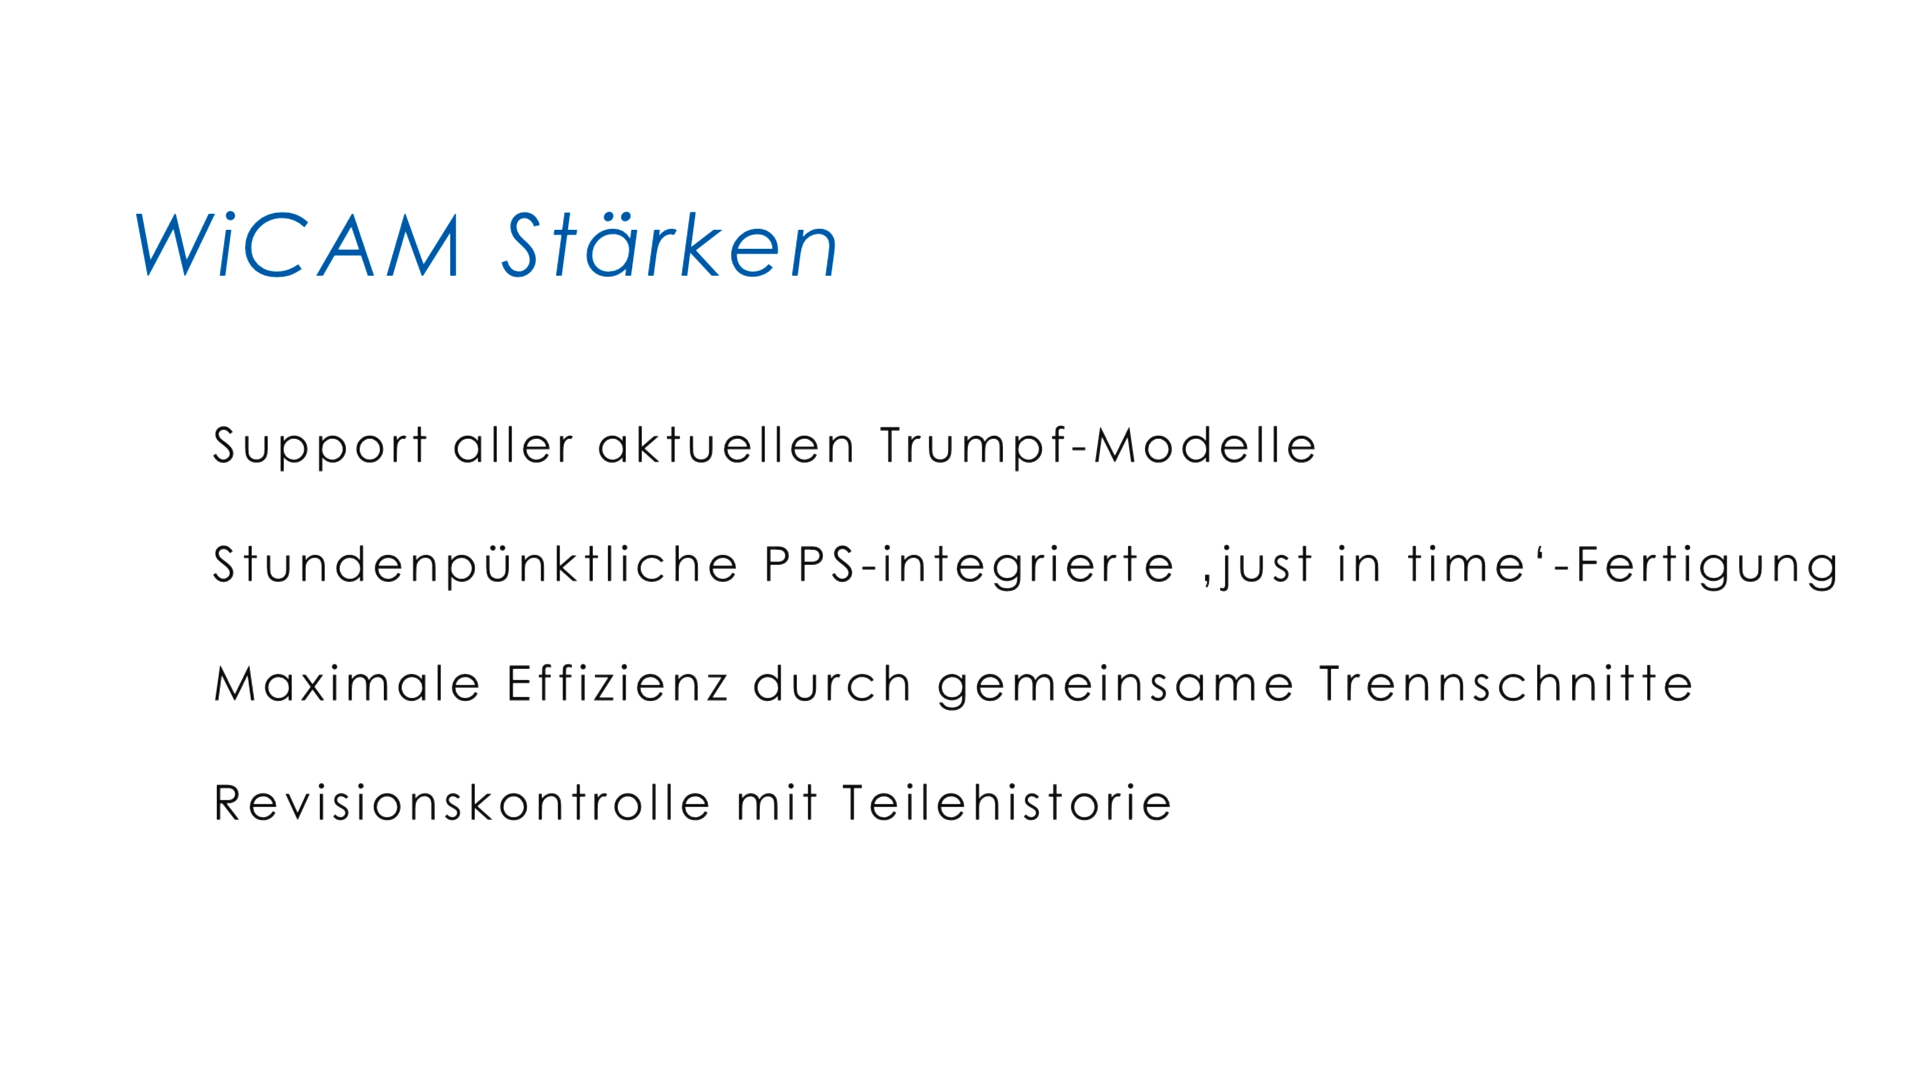 WiCAM Stärken
Support aller aktuellen Trumpf-Modelle
Stundenpünktliche PPS-integrierte ‚just in time‘-Fertigung
Maximale Effizienz durch gemeinsame Trennschnitte
Revisionskontrolle mit Teilehistorie